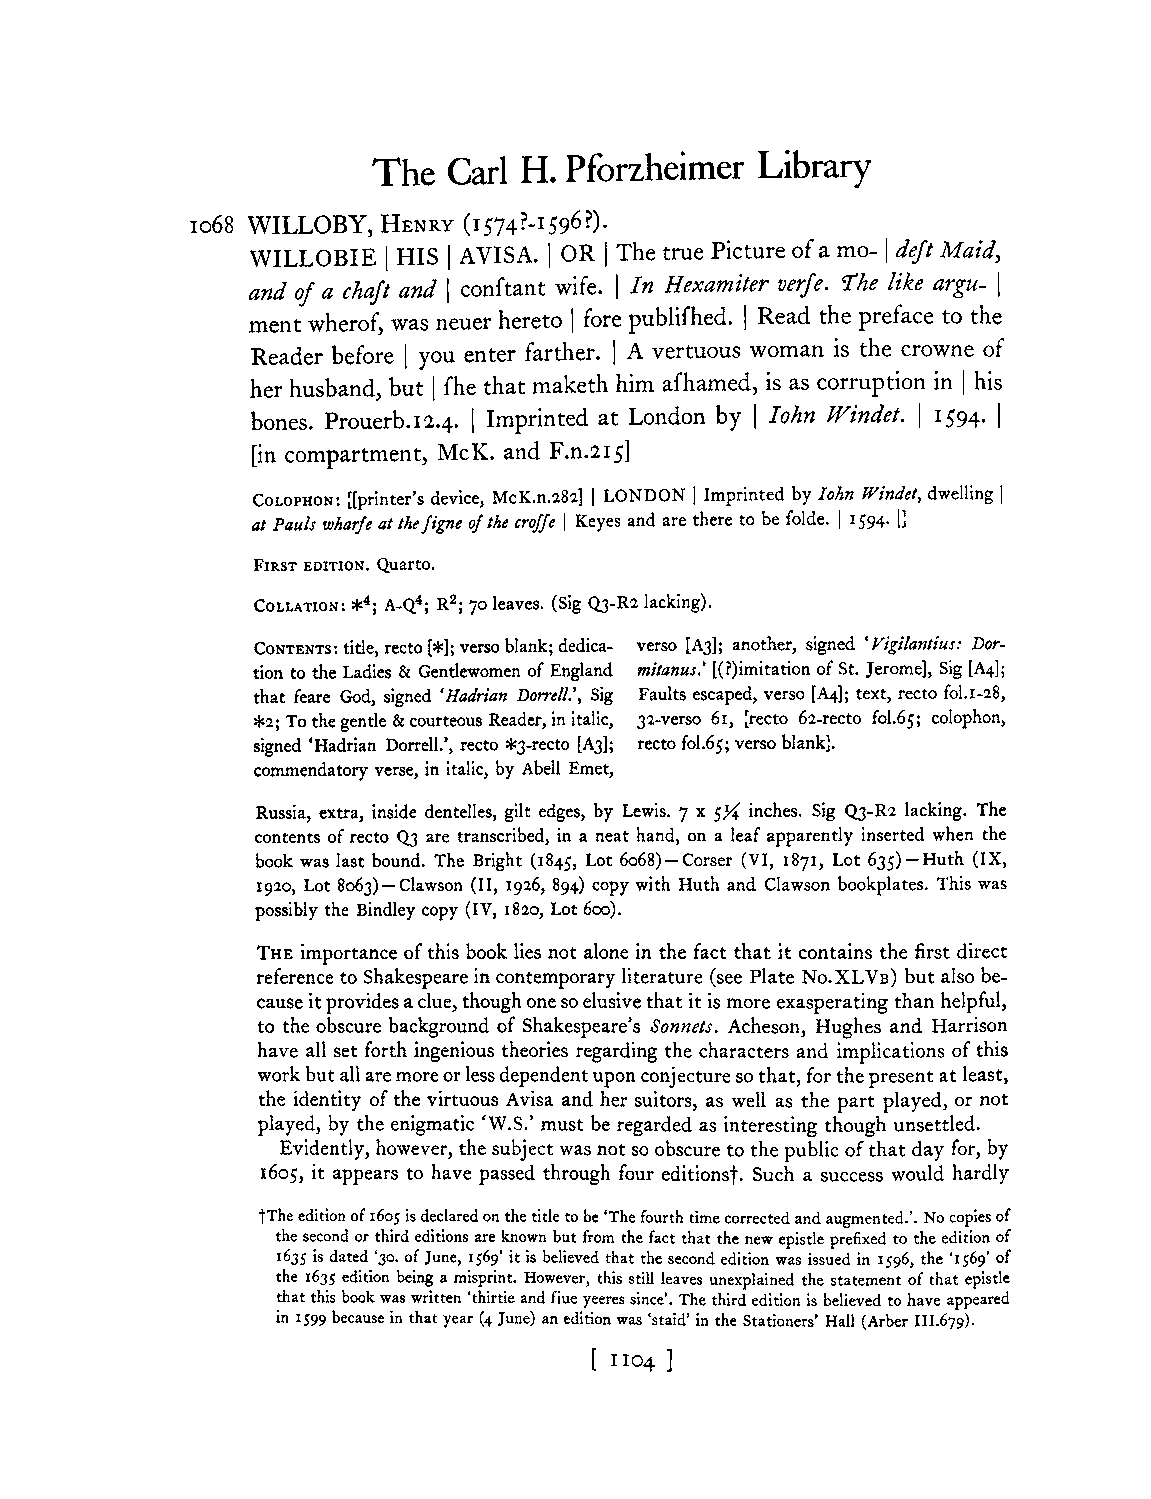 The Carl H. Pforzheimer Library
1068 WILLOBY, HENRY (1574?-1596?).
WILLOBIE | HIS | AVISA. | OR | The true Picture of a mo- | deſt Maid,
and of a chaſt and | conſtant wife. | In Hexamiter verſe. The like argu- |
ment wherof, was neuer hereto | fore publiſhed. | Read the preface to the
Reader before | you enter farther. | A vertuous woman is the crowne of
her husband, but | ſhe that maketh him aſhamed, is as corruption in | his
bones. Prouerb.12.4. | Imprinted at London by | Iohn Windet. | 1594. |
[in compartment, McK. and F.n.215]
COLOPHON: {[printer's device, McK.n.282] | LONDON | Imprinted by Iohn Windet, dwelling |
at Pauls wharfe at the ſigne of the croſſe | Keyes and are there to be folde. | 1594. |}
FIRST EDITION. Quarto.
COLLATION: *⁴; A-Q⁴; R²; 70 leaves. (Sig Q3-R2 lacking).
CONTENTS: title, recto [*]; verso blank; dedica-
tion to the Ladies & Gentlewomen of England
that feare God, signed 'Hadrian Dorrell.', Sig
*2; To the gentle & courteous Reader, in italic,
signed 'Hadrian Dorrell.', recto *3-recto [A3];
commendatory verse, in italic, by Abell Emet,
verso [A3]; another, signed 'Vigilantius: Dor-
mitanus.' [(?)imitation of St. Jerome], Sig [A4];
Faults escaped, verso [A4]; text, recto fol.1-28,
32-verso 61, {recto 62-recto fol.65; colophon,
recto fol.65; verso blank}.
Russia, extra, inside dentelles, gilt edges, by Lewis. 7 x 5¼ inches. Sig Q3-R2 lacking. The
contents of recto Q3 are transcribed, in a neat hand, on a leaf apparently inserted when the
book was last bound. The Bright (1845, Lot 6068)—Corser (VI, 1871, Lot 635)—Huth (IX,
1920, Lot 8063)—Clawson (II, 1926, 894) copy with Huth and Clawson bookplates. This was
possibly the Bindley copy (IV, 1820, Lot 600).
THE importance of this book lies not alone in the fact that it contains the first direct
reference to Shakespeare in contemporary literature (see Plate No.XLVB) but also be-
cause it provides a clue, though one so elusive that it is more exasperating than helpful,
to the obscure background of Shakespeare's Sonnets. Acheson, Hughes and Harrison
have all set forth ingenious theories regarding the characters and implications of this
work but all are more or less dependent upon conjecture so that, for the present at least,
the identity of the virtuous Avisa and her suitors, as well as the part played, or not
played, by the enigmatic 'W.S.' must be regarded as interesting though unsettled.
Evidently, however, the subject was not so obscure to the public of that day for, by
1605, it appears to have passed through four editions†. Such a success would hardly
†The edition of 1605 is declared on the title to be 'The fourth time corrected and augmented.'. No copies of
the second or third editions are known but from the fact that the new epistle prefixed to the edition of
1635 is dated '30. of June, 1569' it is believed that the second edition was issued in 1596, the '1569' of
the 1635 edition being a misprint. However, this still leaves unexplained the statement of that epistle
that this book was written 'thirtie and fiue yeeres since'. The third edition is believed to have appeared
in 1599 because in that year (4 June) an edition was 'staid' in the Stationers' Hall (Arber III.679).
[ 1104 ]